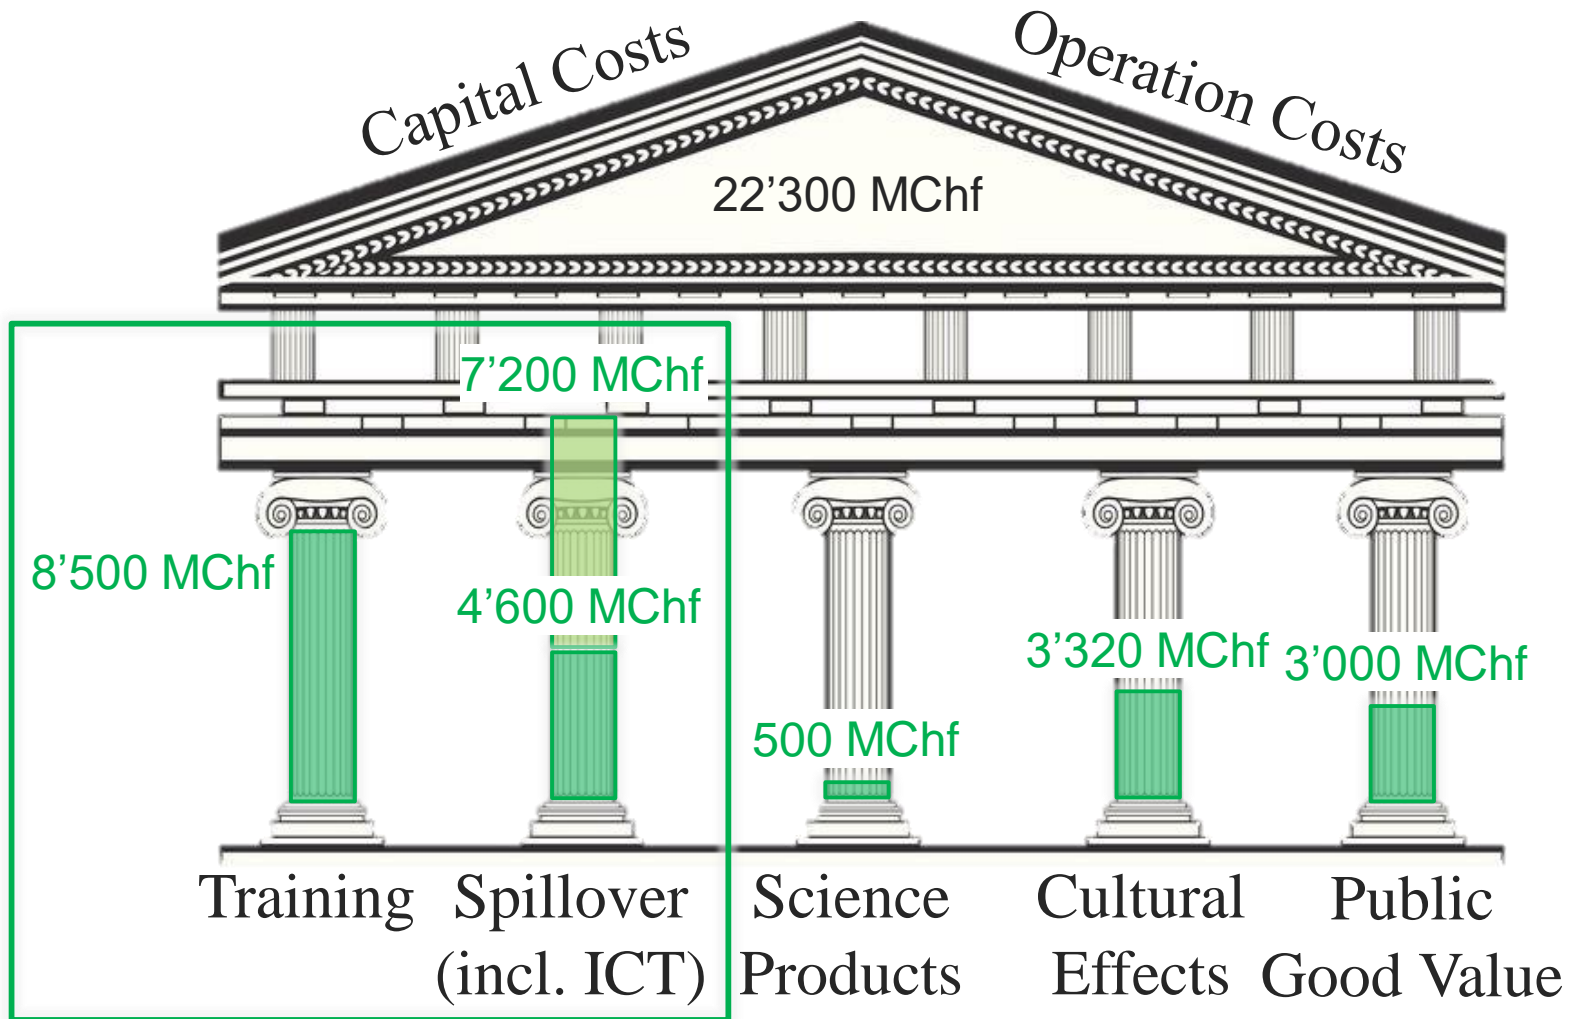 Capital Costs
Operation Costs
22’300 MChf
7’200 MChf
8’500 MChf
4’600 MChf
500 MChf
3’320 MChf
3’000 MChf
Training
Spillover
(incl. ICT)
Science
Products
Cultural
Effects
Public
Good Value